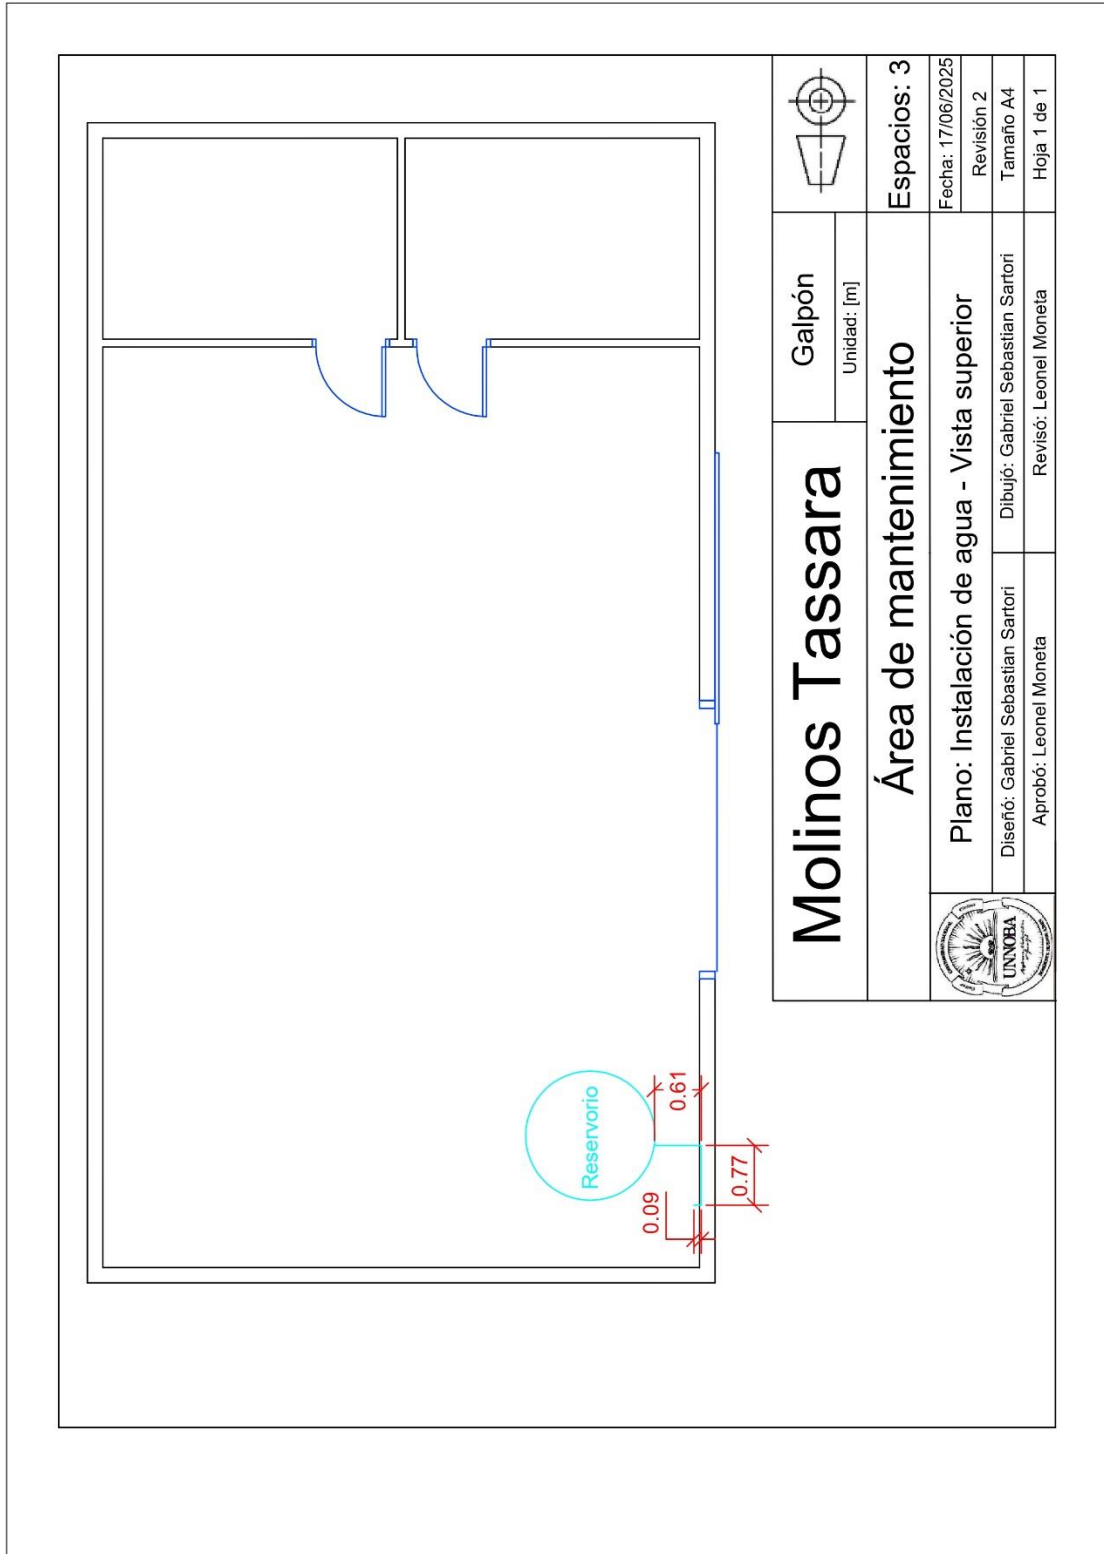 Reservorio
0.61
0.09
0.77
Molinos Tassara
Galpón
Unidad: [m]
Área de mantenimiento
Espacios: 3
Plano: Instalación de agua - Vista superior
Fecha: 17/06/2025
Revisión 2
Diseñó: Gabriel Sebastian Sartori
Dibujó: Gabriel Sebastian Sartori
Tamaño A4
Aprobó: Leonel Moneta
Revisó: Leonel Moneta
Hoja 1 de 1
UNNOBA